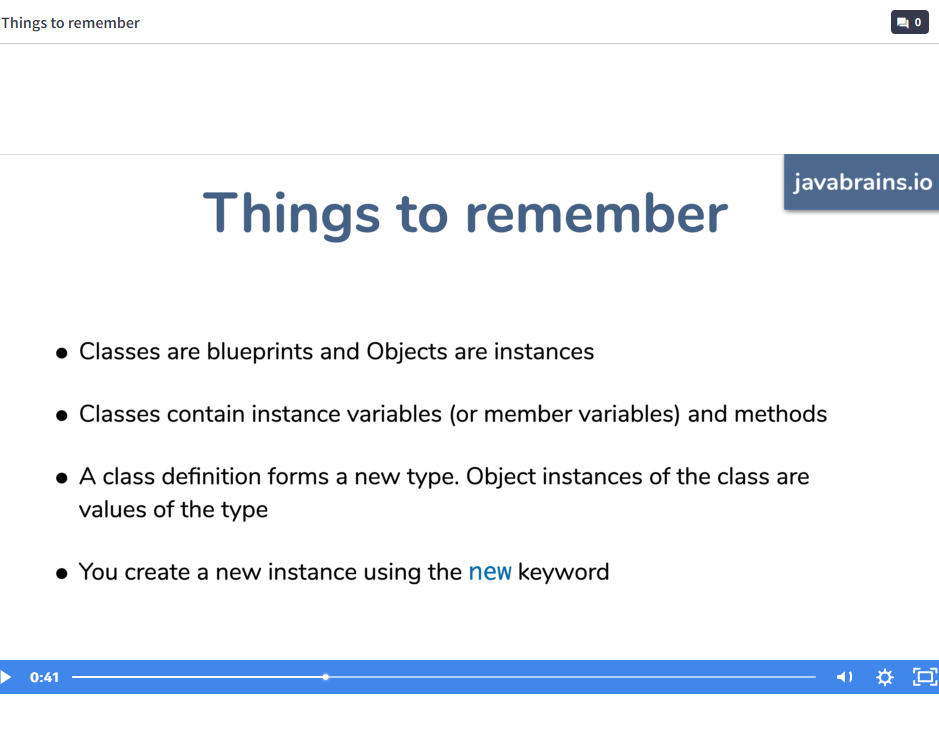 Things to remember
0
javabrains.io
Things to remember
● Classes are blueprints and Objects are instances
● Classes contain instance variables (or member variables) and methods
● A class definition forms a new type. Object instances of the class are
values of the type
● You create a new instance using the new keyword
0:41